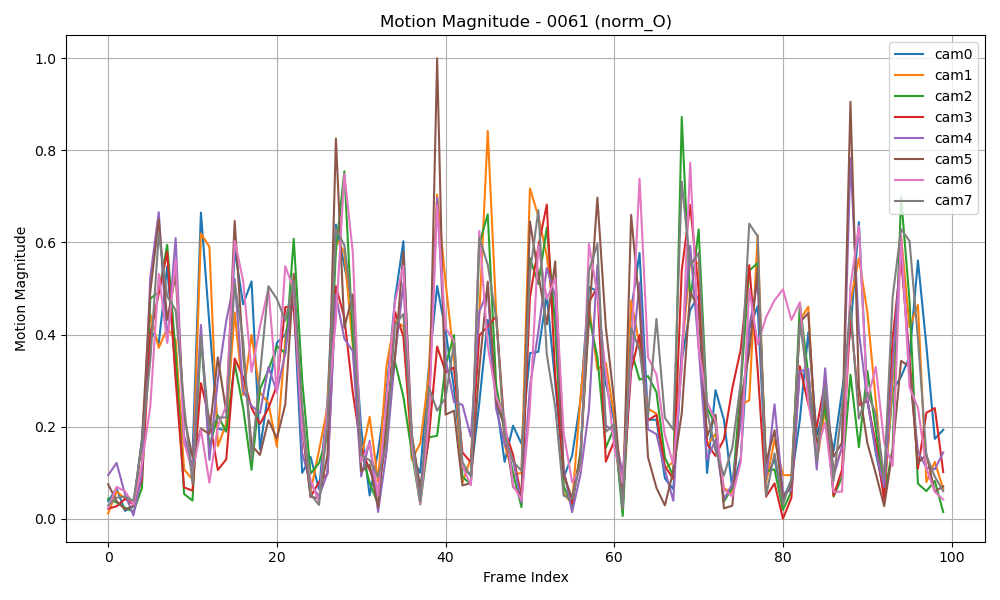 Motion Magnitude - 0061 (norm_O)
Motion Magnitude
1.0
0.8
0.6
0.4
0.2
0.0
0
20
40
60
80
100
Frame Index
cam0
cam1
cam2
cam3
cam4
cam5
cam6
cam7